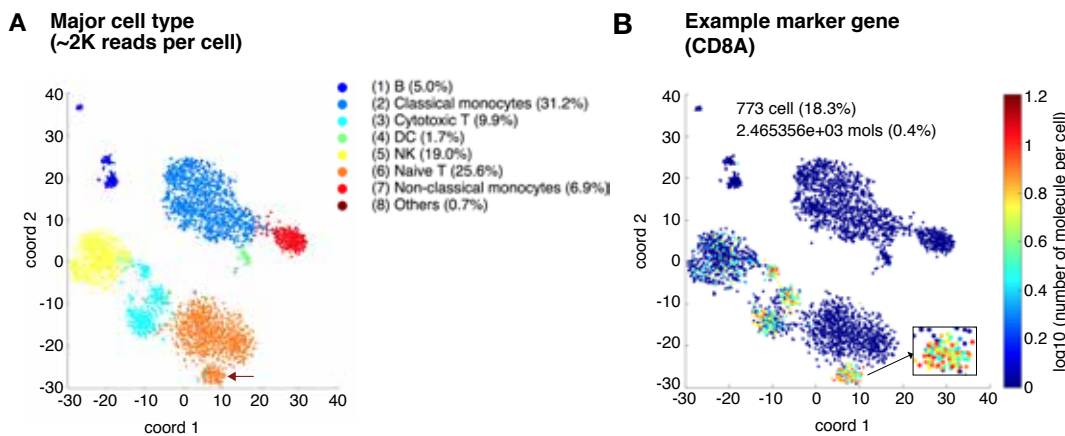 A Major cell type
(~2K reads per cell)
40
30
20
10
0
-10
-20
-30
coord 2
-30 -20 -10 0 10 20 30 40
coord 1
(1) B (5.0%)
(2) Classical monocytes (31.2%)
(3) Cytotoxic T (9.9%)
(4) DC (1.7%)
(5) NK (19.0%)
(6) Naive T (25.6%)
(7) Non-classical monocytes (6.9%)
(8) Others (0.7%)
B Example marker gene
(CD8A)
773 cell (18.3%)
2.465356e+03 mols (0.4%)
40
30
20
10
0
-10
-20
-30
coord 2
-30 -20 -10 0 10 20 30 40
coord 1
1.2
1
0.8
0.6
0.4
0.2
0
log10 (number of molecule per cell)